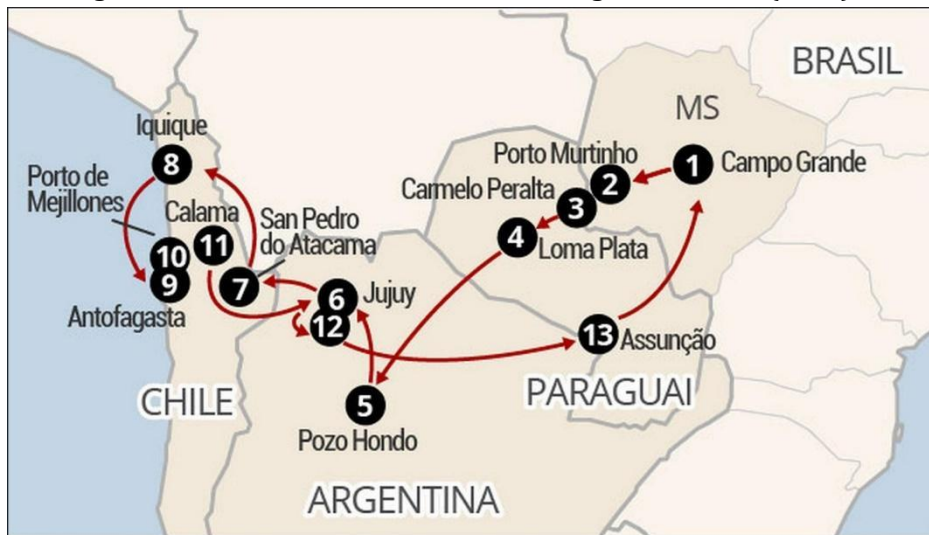 BRASIL
MS
Iquique
8
Porto Murtinho
2
1
Campo Grande
Porto de
Mejillones
Carmelo Peralta
3
Calama
11
San Pedro
do Atacama
4
Loma Plata
10
9
7
6
Jujuy
Antofagasta
12
13
Assunção
CHILE
PARAGUAI
5
Pozo Hondo
ARGENTINA